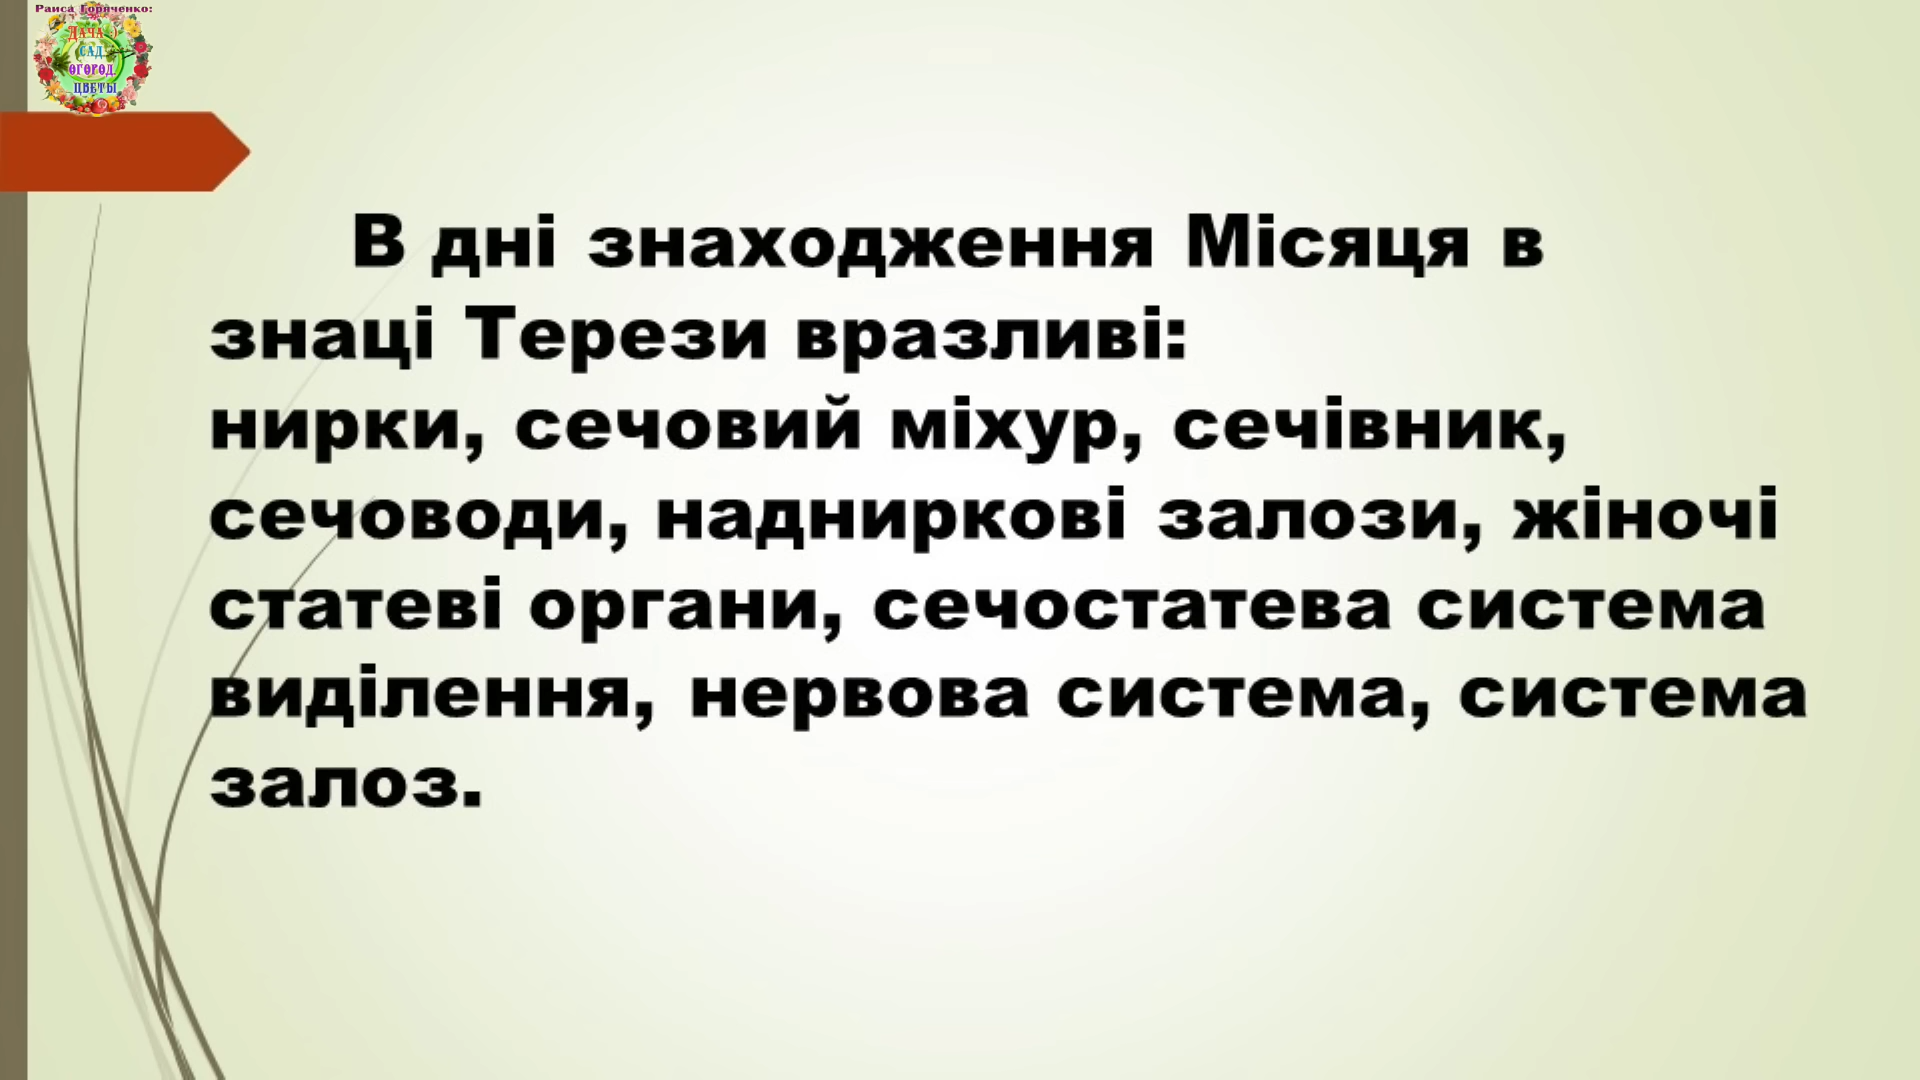 Раиса Горяченко:
Дача :)
сад,
огород,
цветы
В дні знаходження Місяця в
знаці Терези вразливі:
нирки, сечовий міхур, сечівник,
сечоводи, надниркові залози, жіночі
статеві органи, сечостатева система
виділення, нервова система, система
залоз.